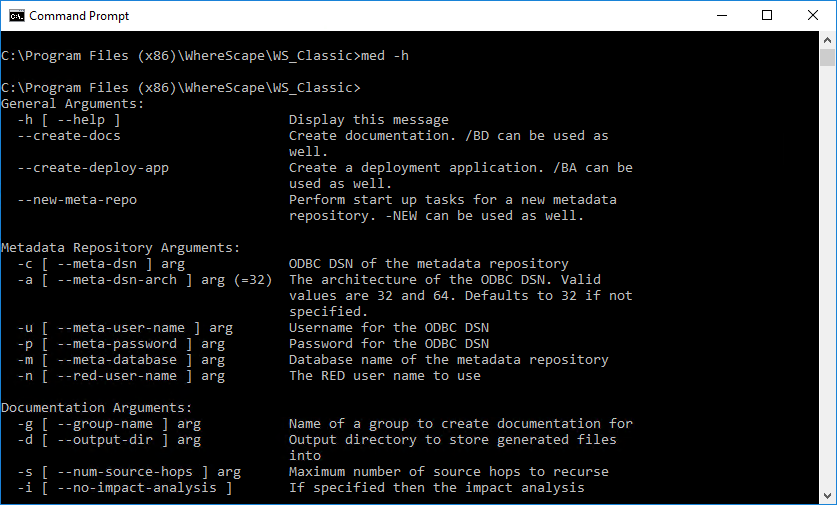 Command Prompt
C:\Program Files (x86)\WhereScape\WS_Classic>med -h
C:\Program Files (x86)\WhereScape\WS_Classic>
General Arguments:
  -h [ --help ]                     Display this message
  --create-docs                     Create documentation. /BD can be used as
                                    well.
  --create-deploy-app               Create a deployment application. /BA can be
                                    used as well.
  --new-meta-repo                   Perform start up tasks for a new metadata
                                    repository. -NEW can be used as well.
Metadata Repository Arguments:
  -c [ --meta-dsn ] arg             ODBC DSN of the metadata repository
  -a [ --meta-dsn-arch ] arg (=32)  The architecture of the ODBC DSN. Valid
                                    values are 32 and 64. Defaults to 32 if not
                                    specified.
  -u [ --meta-user-name ] arg       Username for the ODBC DSN
  -p [ --meta-password ] arg        Password for the ODBC DSN
  -m [ --meta-database ] arg        Database name of the metadata repository
  -n [ --red-user-name ] arg        The RED user name to use
Documentation Arguments:
  -g [ --group-name ] arg           Name of a group to create documentation for
  -d [ --output-dir ] arg           Output directory to store generated files
                                    into
  -s [ --num-source-hops ] arg      Maximum number of source hops to recurse
  -i [ --no-impact-analysis ]       If specified then the impact analysis